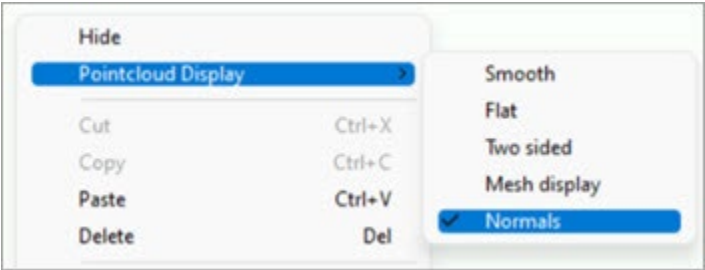 Hide
Pointcloud Display
Cut Ctrl+X
Copy Ctrl+C
Paste Ctrl+V
Delete Del
Smooth
Flat
Two sided
Mesh display
Normals